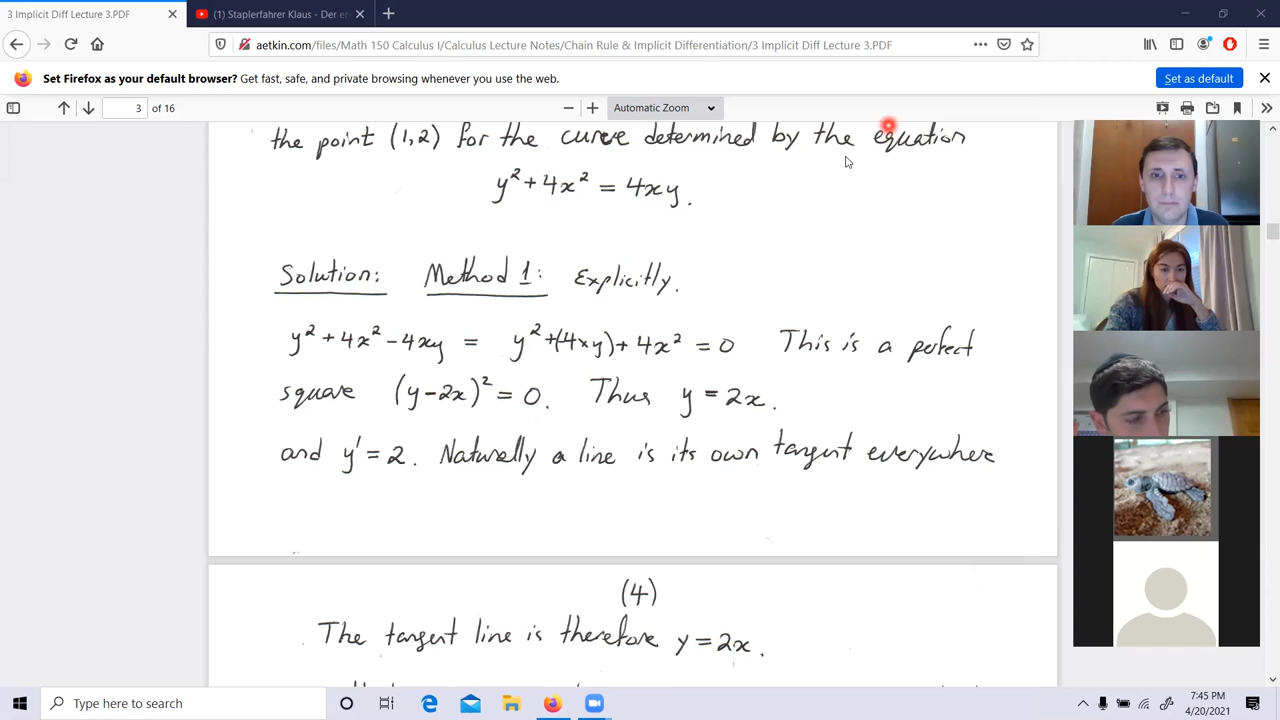 3 Implicit Diff Lecture 3.PDF
(1) Staplerfahrer Klaus - Der er
aetkin.com/files/Math 150 Calculus I/Calculus Lecture Notes/Chain Rule & Implicit Differentiation/3 Implicit Diff Lecture 3.PDF
Set Firefox as your default browser? Get fast, safe, and private browsing whenever you use the web.
Set as default
3 of 16
Automatic Zoom
the point (1,2) for the curve determined by the equation
y² + 4x² = 4xy.
Solution: Method 1: Explicitly.
y² + 4x² - 4xy = y² + (4xy) + 4x² = 0 This is a perfect
square (y-2x)² = 0. Thus y = 2x.
and y' = 2. Naturally a line is its own tangent everywhere
(4)
The tangent line is therefore y = 2x.
Type here to search
7:45 PM
4/20/2021